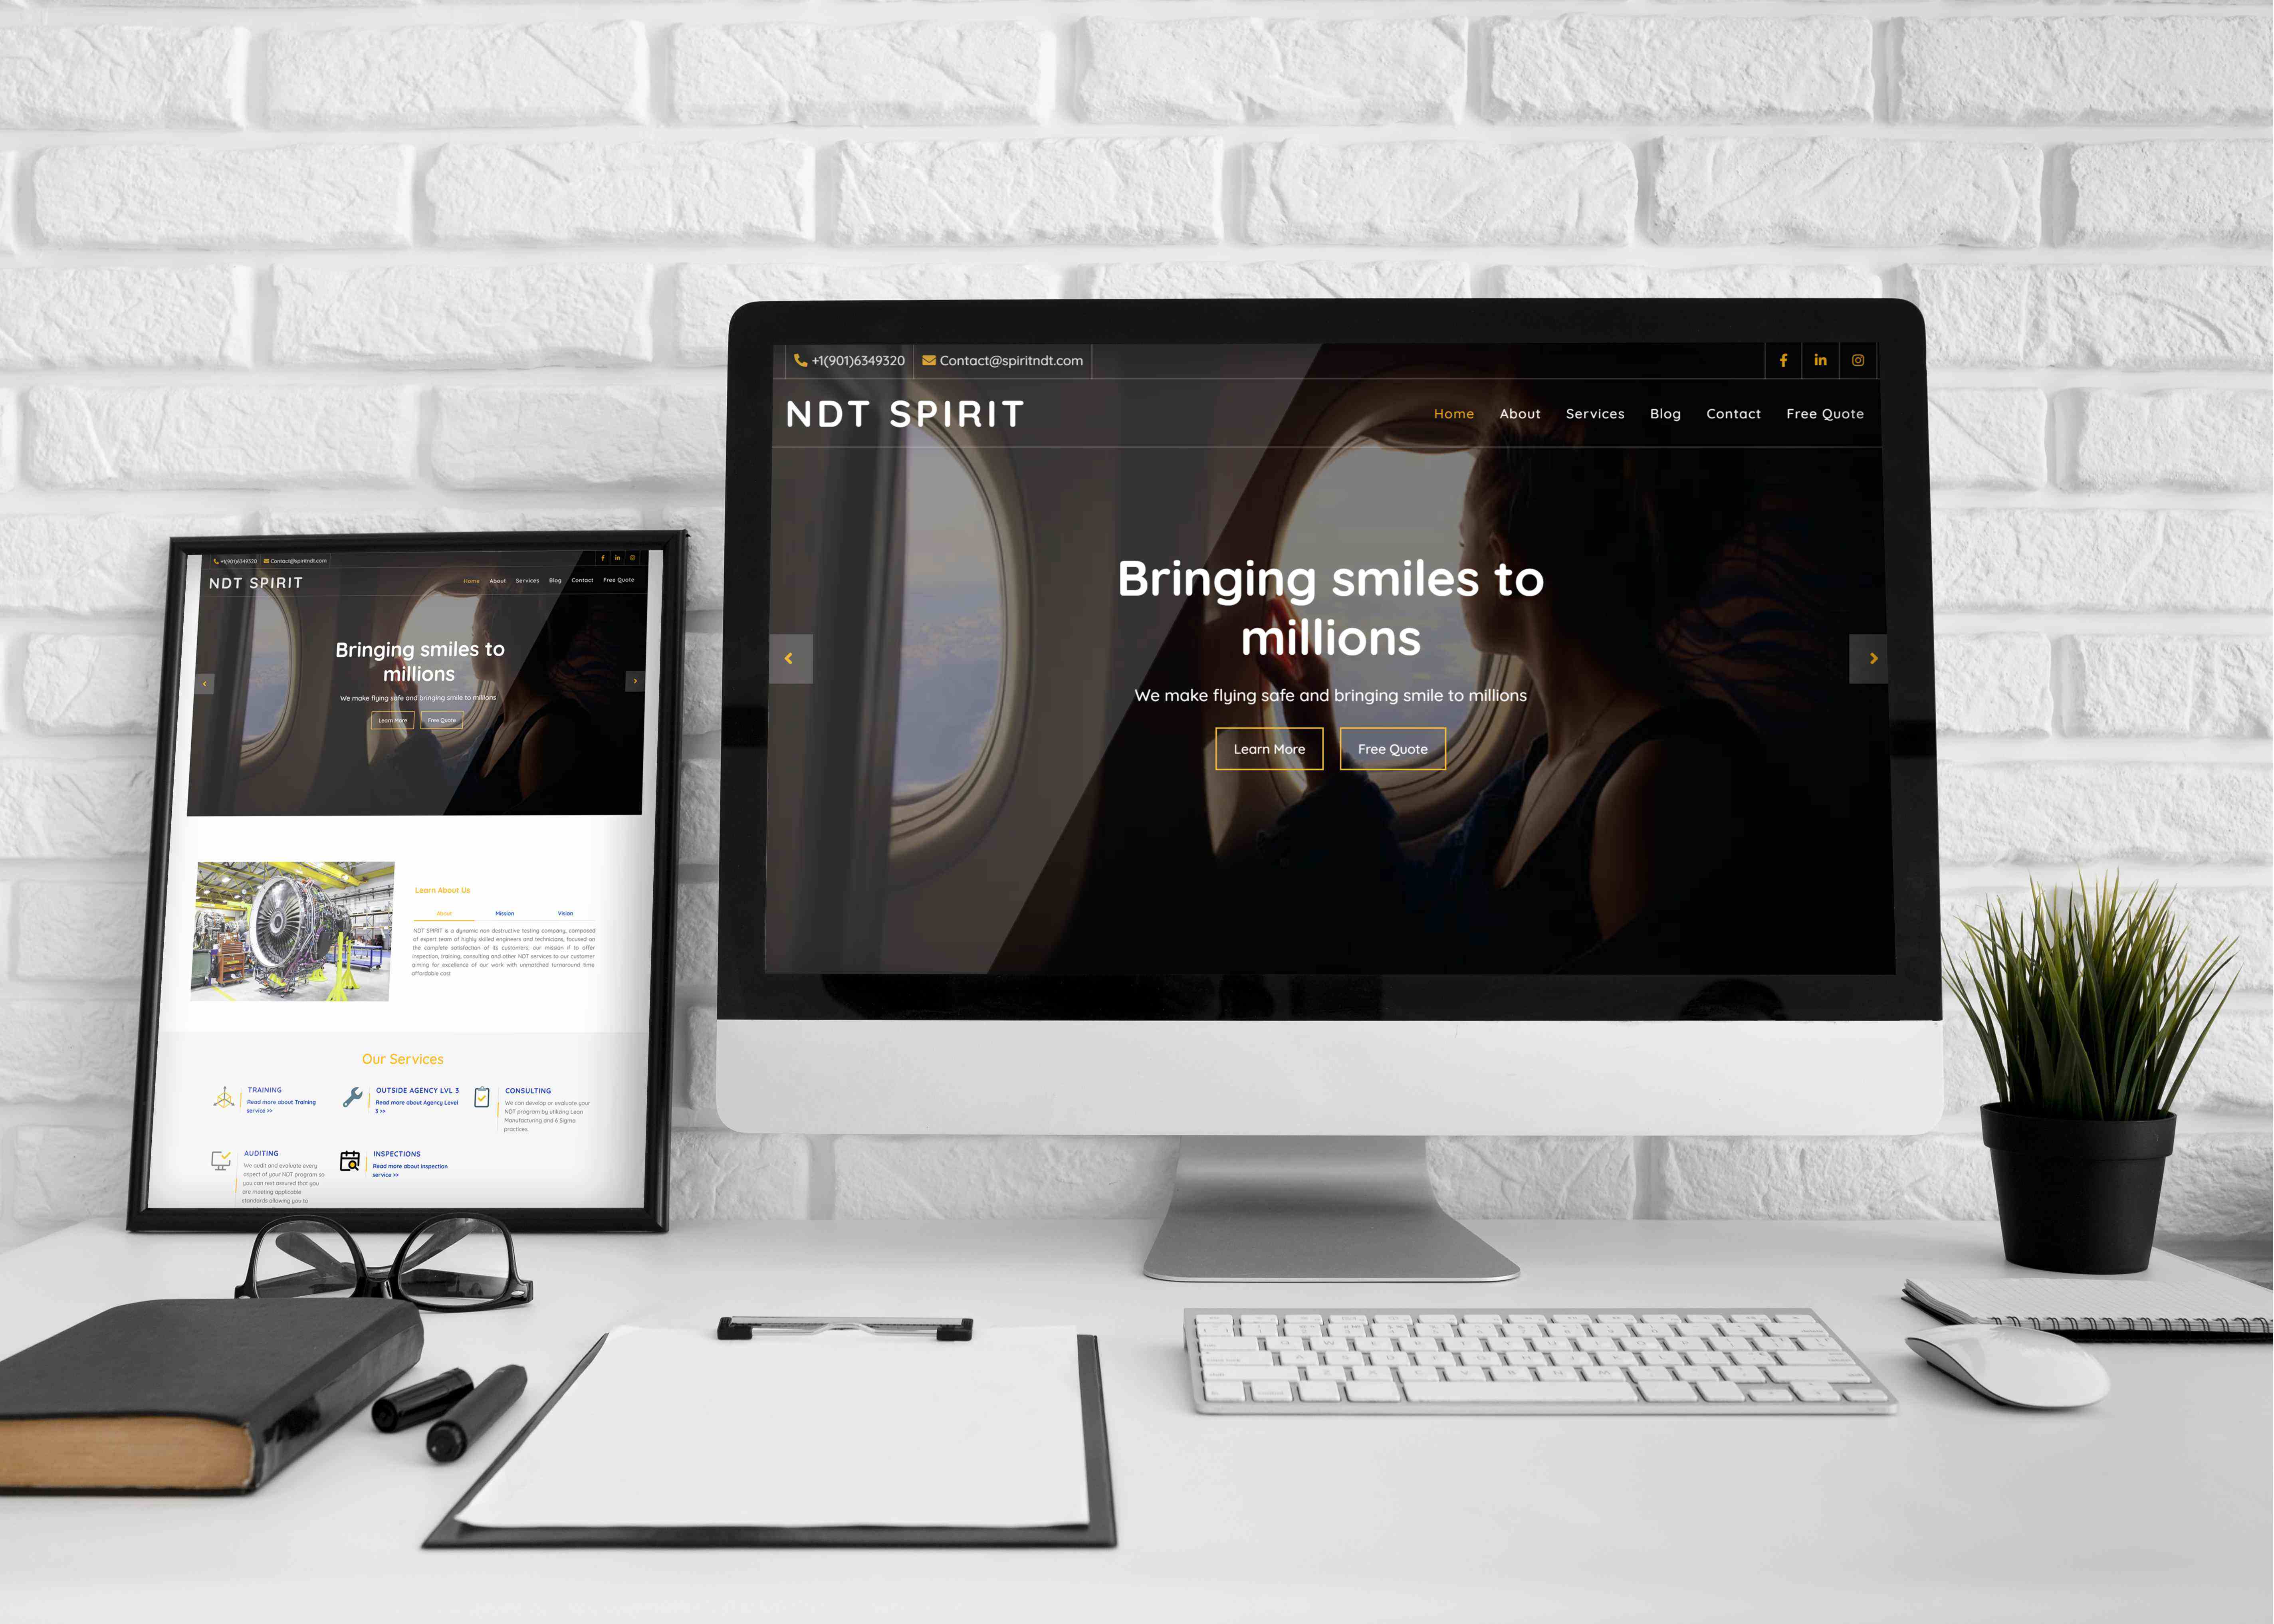 +1(901)6349320 Contact@spiritndt.com
NDT SPIRIT
Home About Services Blog Contact Free Quote
Bringing smiles to
millions
We make flying safe and bringing smile to millions
Learn More Free Quote
+1(901)6349320 Contact@spiritndt.com
NDT SPIRIT
Home About Services Blog Contact Free Quote
Bringing smiles to
millions
We make flying safe and bringing smile to millions
Learn More Free Quote
Learn About Us
About Mission Vision
NDT SPIRIT is a dynamic non destructive testing company, composed
of expert team of highly skilled engineers and technicians, focused on
the complete satisfaction of its customers; our mission if to offer
inspection, training, consulting and other NDT services to our customer
aiming for excellence of our work with unmatched turnaround time
affordable cost
Our Services
TRAINING
Read more about Training
service >>
OUTSIDE AGENCY LVL 3
Read more about Agency Level
3 >>
CONSULTING
We can develop or evaluate your
NDT program by utilizing Lean
Manufacturing and 6 Sigma
practices.
AUDITING
We audit and evaluate every
aspect of your NDT program so
you can rest assured that you
are meeting applicable
standards allowing you to
INSPECTIONS
Read more about inspection
service >>